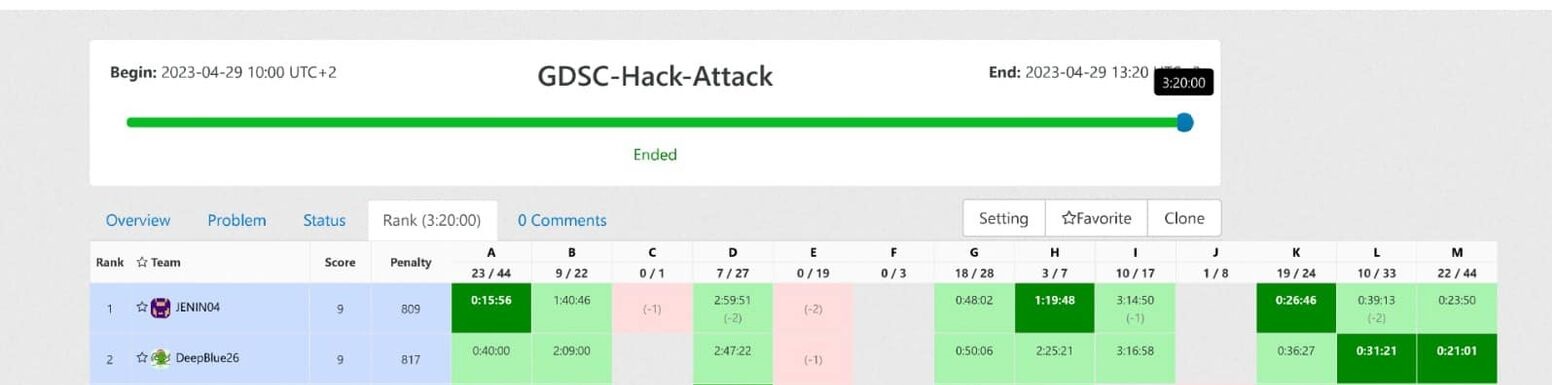 Begin: 2023-04-29 10:00 UTC+2
GDSC-Hack-Attack
End: 2023-04-29 13:20
3:20:00
Ended
Overview Problem Status Rank (3:20:00) 0 Comments
Setting ☆Favorite Clone
Rank ☆ Team Score Penalty A B C D E F G H I J K L M
23 / 44 9 / 22 0 / 1 7 / 27 0 / 19 0 / 3 18 / 28 3 / 7 10 / 17 1 / 8 19 / 24 10 / 33 22 / 44
1 ☆ JENIN04 9 809 0:15:56 1:40:46 (-1) 2:59:51 (-2) (-2) 0:48:02 1:19:48 3:14:50 (-1) 0:26:46 0:39:13 (-2) 0:23:50
2 ☆ DeepBlue26 9 817 0:40:00 2:09:00 2:47:22 (-1) 0:50:06 2:25:21 3:16:58 0:36:27 0:31:21 0:21:01